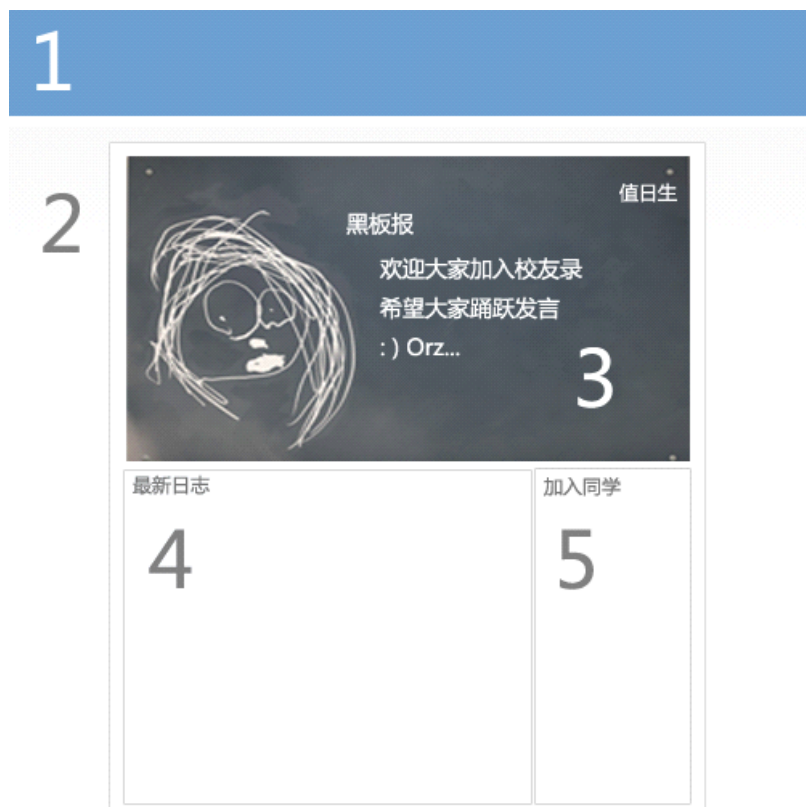 1
2
值日生
黑板报
欢迎大家加入校友录
希望大家踊跃发言
: ) Orz...
3
最新日志
4
加入同学
5